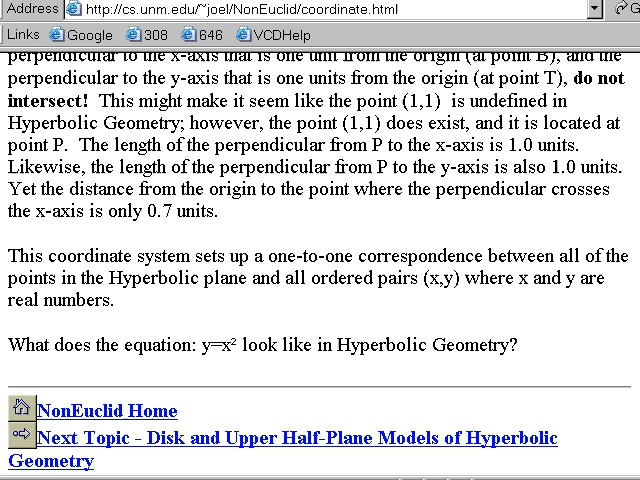 Address http://cs.unm.edu/~joel/NonEuclid/coordinate.html G
Links Google 308 646 VCDHelp
perpendicular to the x-axis that is one unit from the origin (at point B), and the
perpendicular to the y-axis that is one units from the origin (at point T), do not
intersect! This might make it seem like the point (1,1) is undefined in
Hyperbolic Geometry; however, the point (1,1) does exist, and it is located at
point P. The length of the perpendicular from P to the x-axis is 1.0 units.
Likewise, the length of the perpendicular from P to the y-axis is also 1.0 units.
Yet the distance from the origin to the point where the perpendicular crosses
the x-axis is only 0.7 units.
This coordinate system sets up a one-to-one correspondence between all of the
points in the Hyperbolic plane and all ordered pairs (x,y) where x and y are
real numbers.
What does the equation: y=x² look like in Hyperbolic Geometry?
NonEuclid Home
Next Topic - Disk and Upper Half-Plane Models of Hyperbolic
Geometry